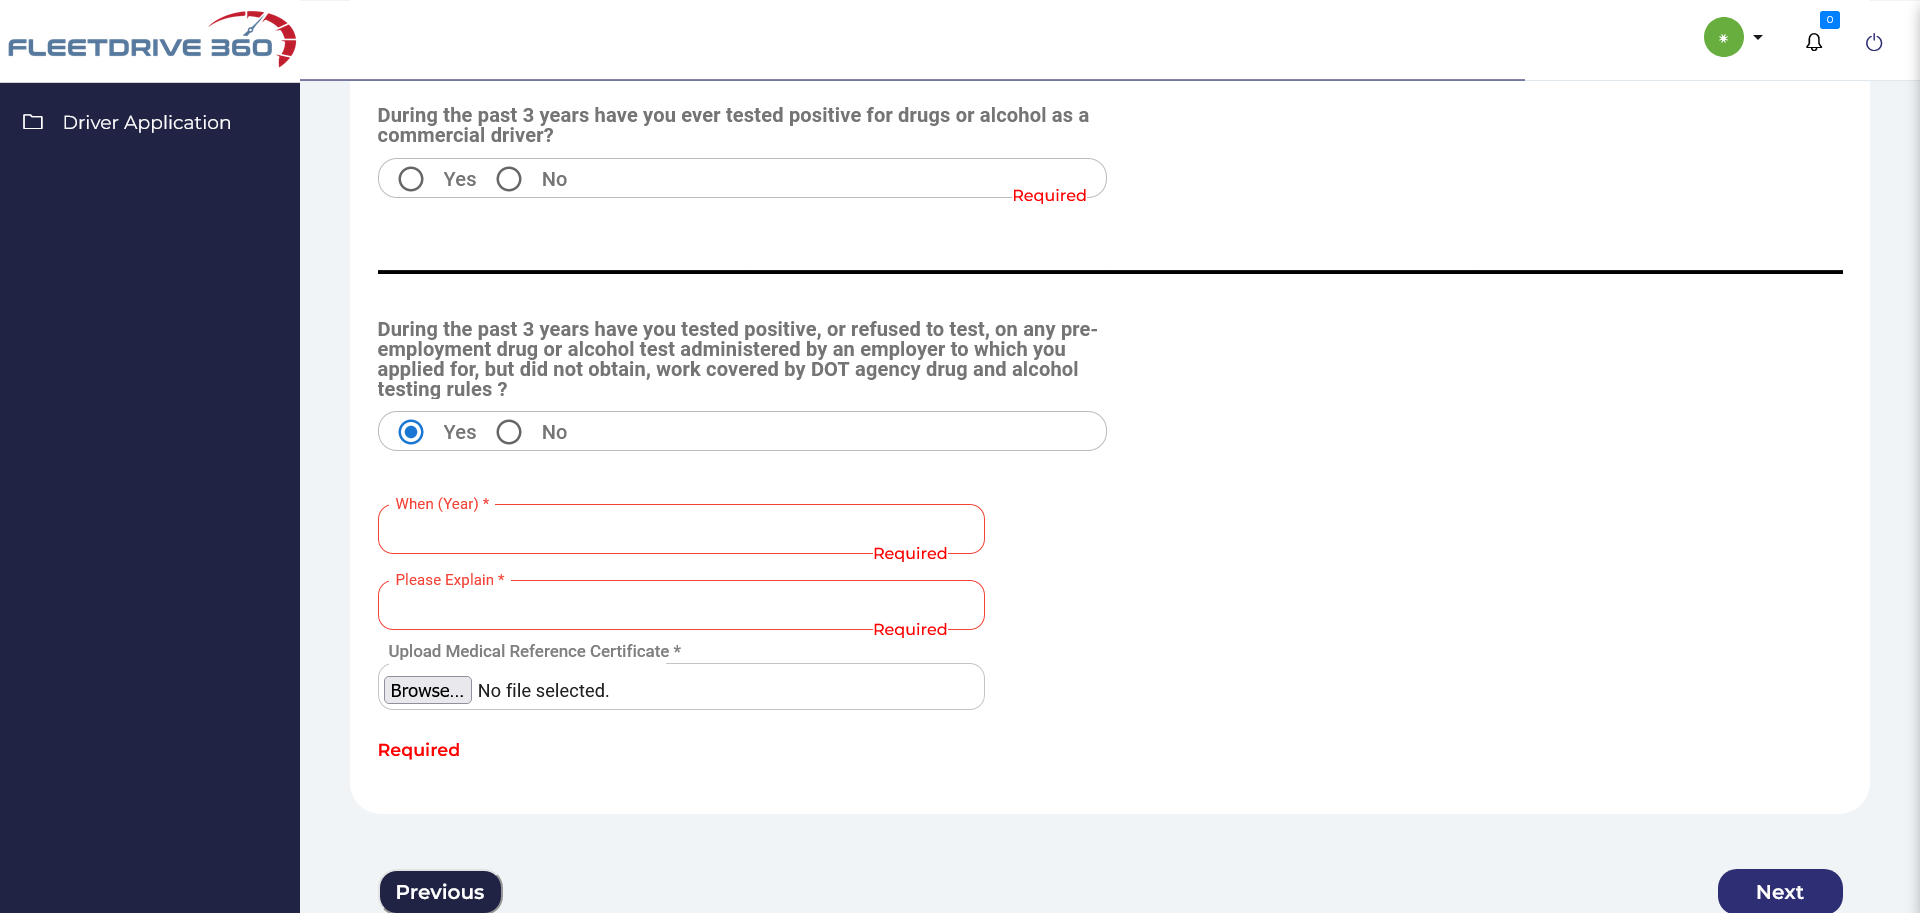 FLEETDRIVE 360
0
Driver Application
During the past 3 years have you ever tested positive for drugs or alcohol as a
commercial driver?
Yes No
Required
During the past 3 years have you tested positive, or refused to test, on any pre-
employment drug or alcohol test administered by an employer to which you
applied for, but did not obtain, work covered by DOT agency drug and alcohol
testing rules ?
Yes No
When (Year) *
Required
Please Explain *
Required
Upload Medical Reference Certificate *
Browse... No file selected.
Required
Previous Next